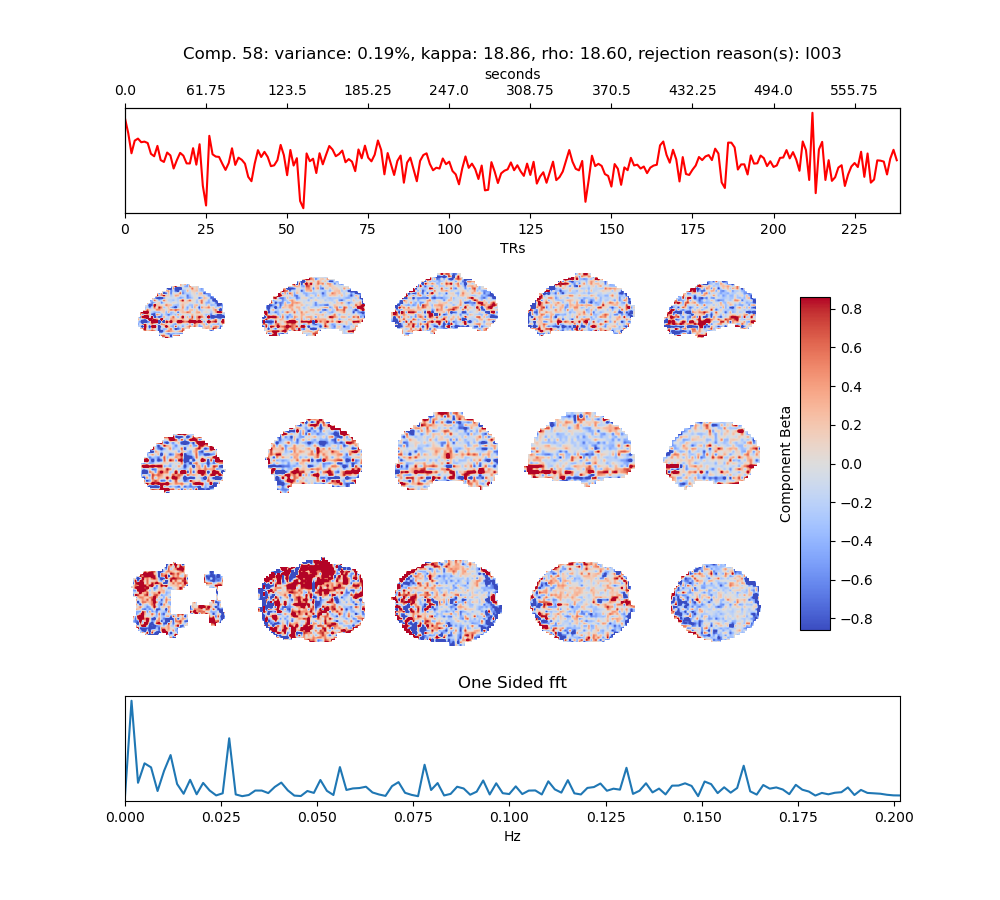 Comp. 58: variance: 0.19%, kappa: 18.86, rho: 18.60, rejection reason(s): I003
seconds
0.0 61.75 123.5 185.25 247.0 308.75 370.5 432.25 494.0 555.75
0 25 50 75 100 125 150 175 200 225
TRs
0.8
0.6
0.4
0.2
0.0
−0.2
−0.4
−0.6
−0.8
Component Beta
One Sided fft
0.000 0.025 0.050 0.075 0.100 0.125 0.150 0.175 0.200
Hz